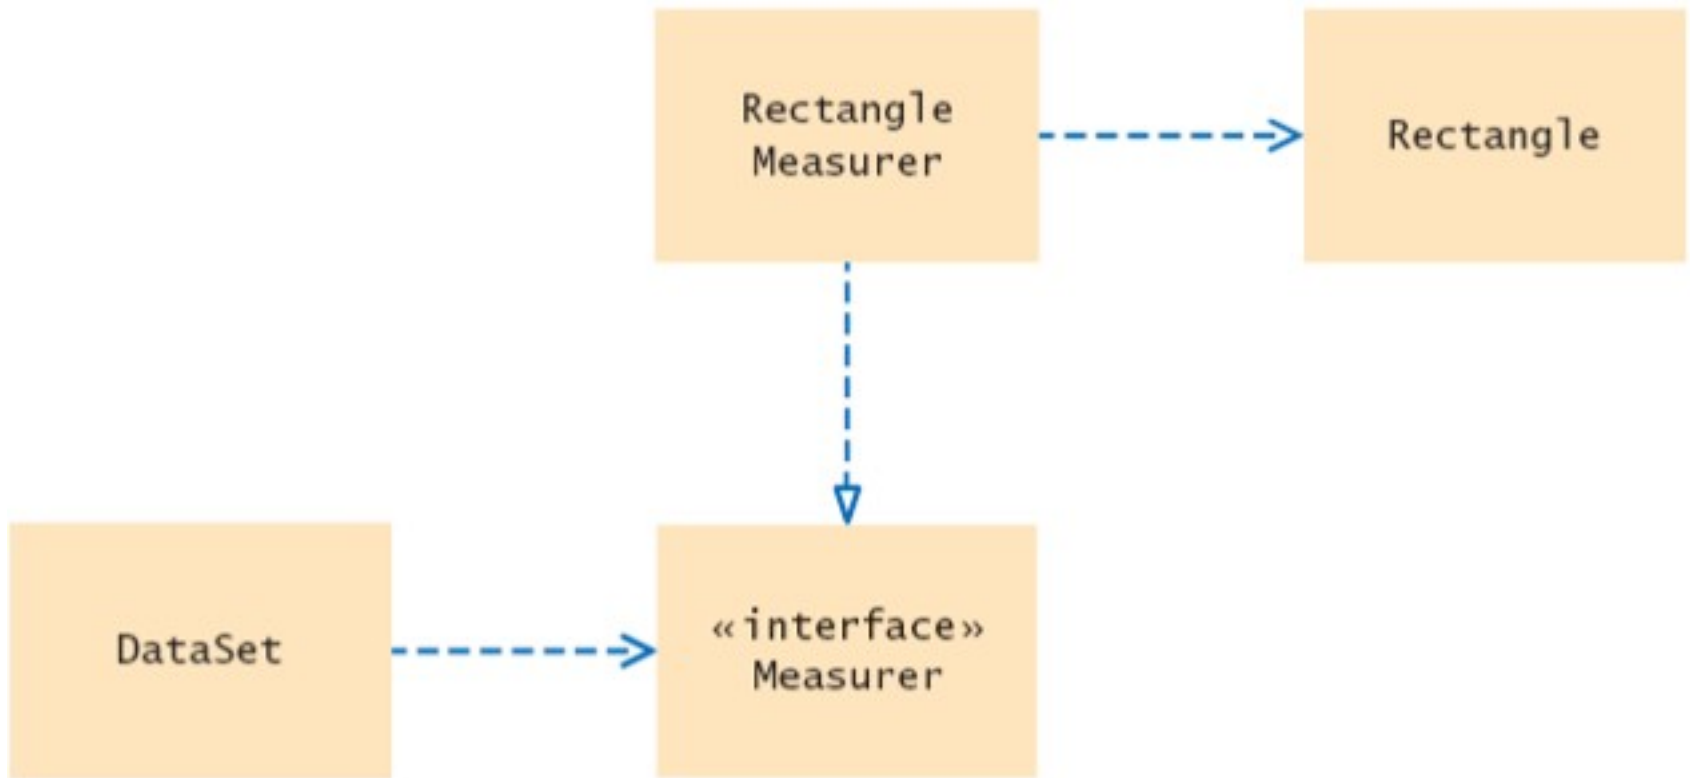 Rectangle
Measurer
Rectangle
DataSet
«interface»
Measurer